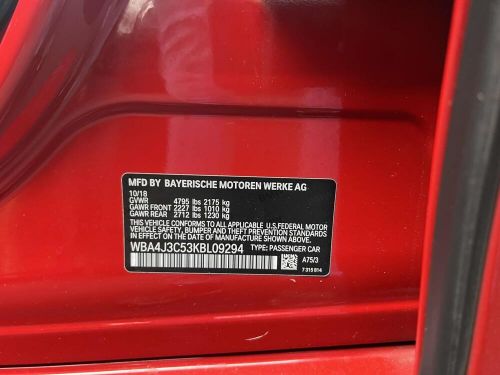 MFD BY BAYERISCHE MOTOREN WERKE AG
10/18
GVWR 4795 lbs 2175 kg
GAWR FRONT 2227 lbs 1010 kg
GAWR REAR 2712 lbs 1230 kg
THIS CAR CONFORMS TO ALL APPLICABLE U.S.FEDERAL MOTOR
VEHICLE SAFETY, BUMPER AND THEFT PREVENTION STANDARDS
IN EFFECT ON THE DATE OF MANUFACTURE SHOWN ABOVE.
WBA4J3C53KBL09294 TYPE: PASSENGER CAR
A75/3
7 315 914